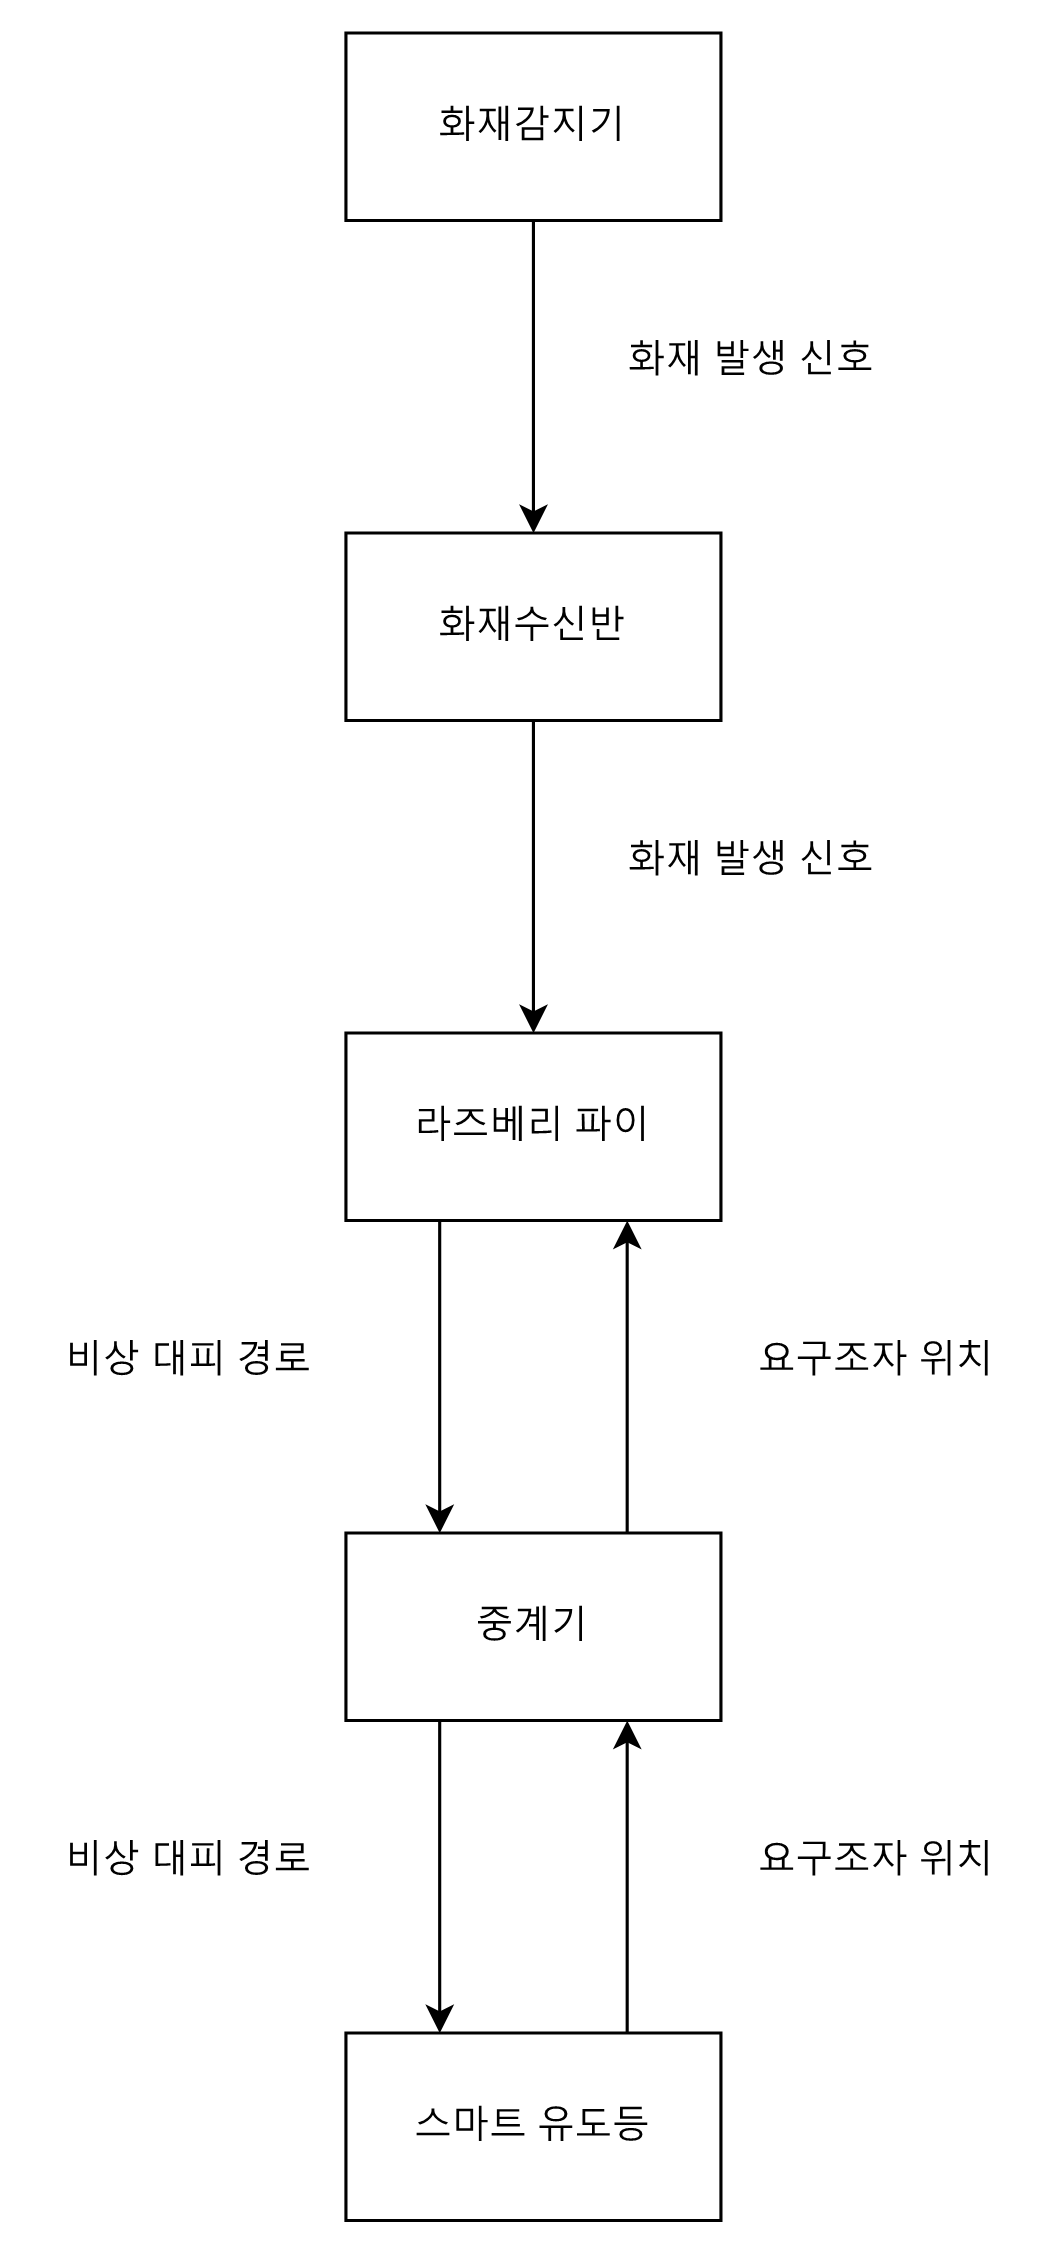 화재감지기
화재 발생 신호
화재수신반
화재 발생 신호
라즈베리 파이
비상 대피 경로
요구조자 위치
중계기
비상 대피 경로
요구조자 위치
스마트 유도등